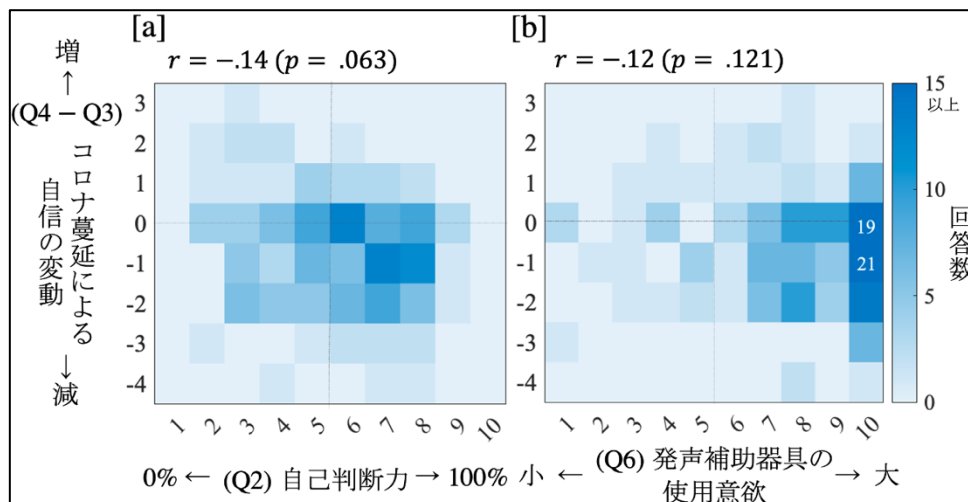 [a]
r = −.14 (p = .063)
[b]
r = −.12 (p = .121)
増
↑
(Q4 − Q3)
コロナ蔓延による
自信の変動
↓
減
3
2
1
0
-1
-2
-3
-4
1 2 3 4 5 6 7 8 9 10
0% ← (Q2) 自己判断力 → 100%
3
2
1
0
-1
-2
-3
-4
19
21
1 2 3 4 5 6 7 8 9 10
小 ← (Q6) 発声補助器具の
使用意欲 → 大
15
以上
10
5
0
回答数